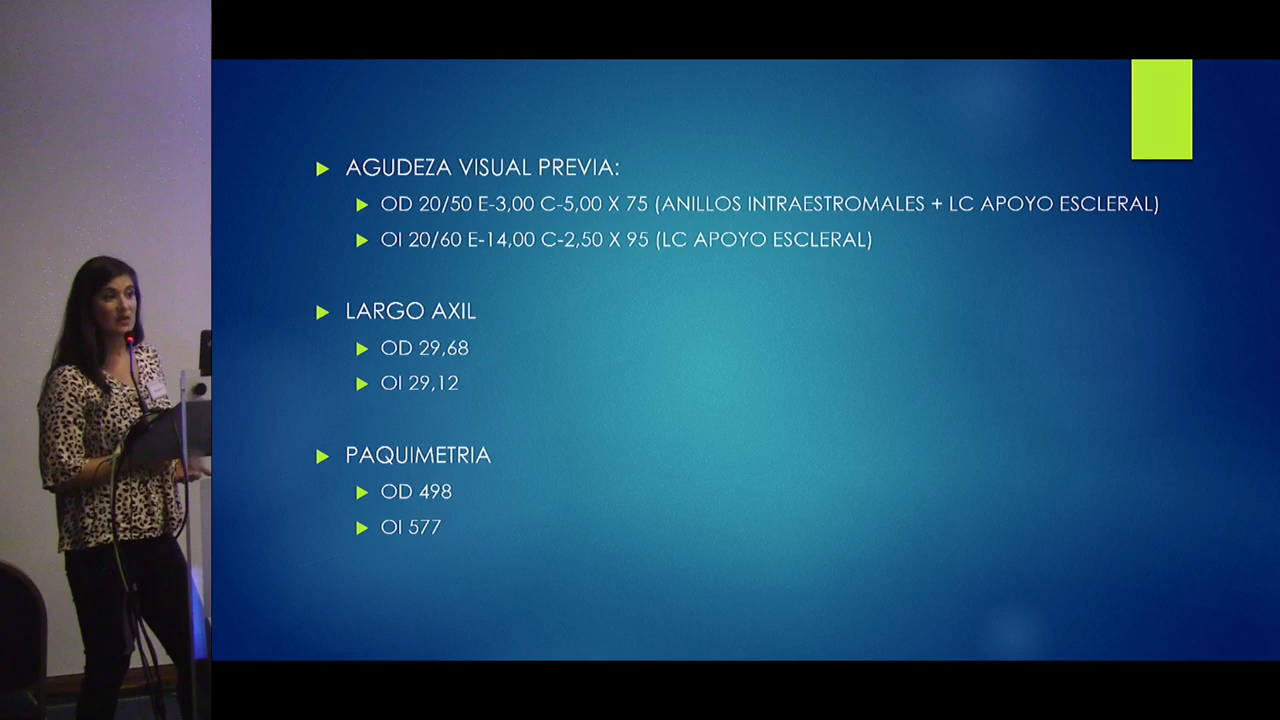 AGUDEZA VISUAL PREVIA:
OD 20/50 E-3,00 C-5,00 X 75 (ANILLOS INTRAESTROMALES + LC APOYO ESCLERAL)
OI 20/60 E-14,00 C-2,50 X 95 (LC APOYO ESCLERAL)
LARGO AXIL
OD 29,68
OI 29,12
PAQUIMETRIA
OD 498
OI 577